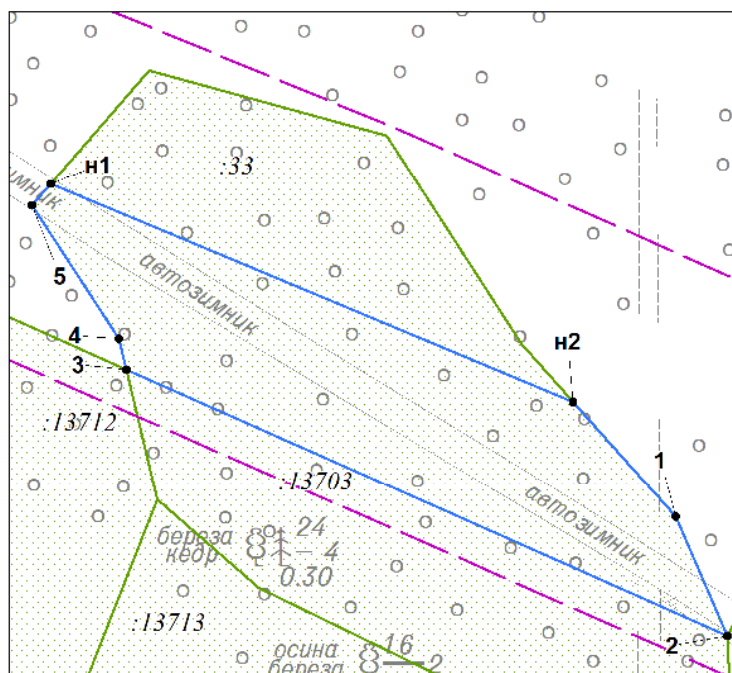 н1
:33
имник
5
автозимник
4
н2
3
:13712
1
:13703
автозимник
береза
кедр
24
4
0.30
:13713
2
осина
береза
16
2